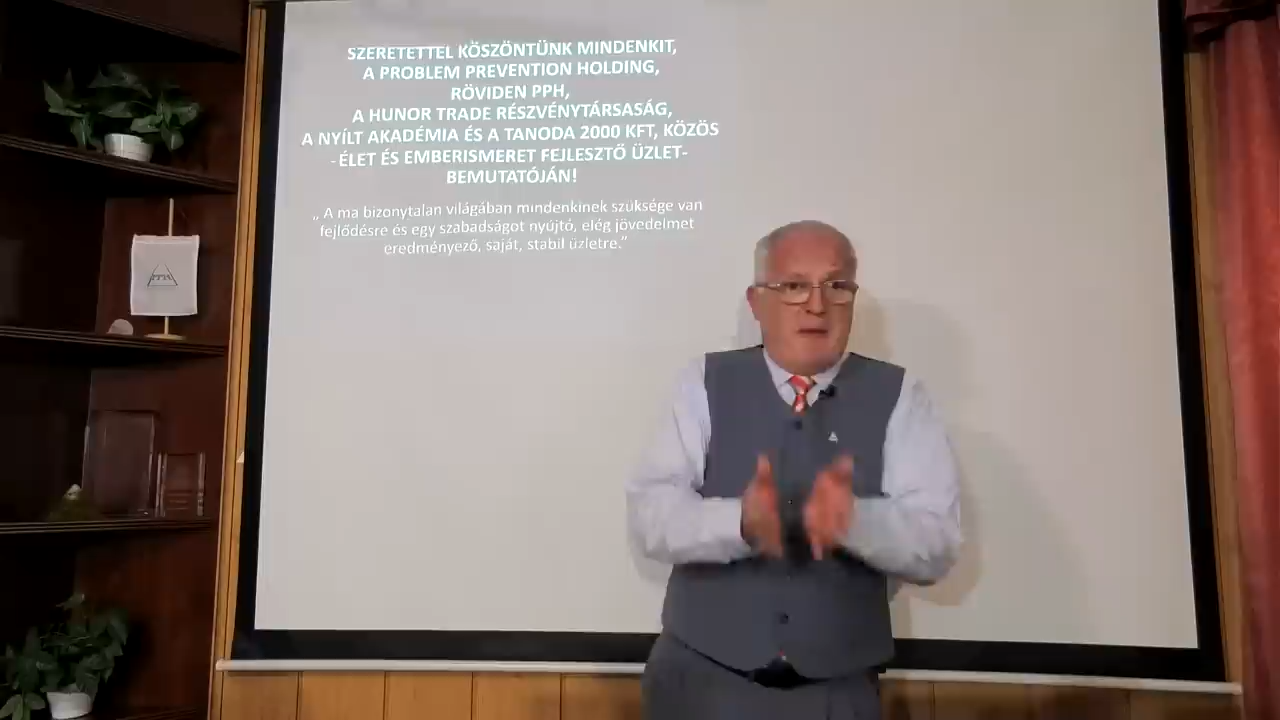 SZERETETTEL KÖSZÖNTÜNK MINDENKIT,
A PROBLEM PREVENTION HOLDING,
RÖVIDEN PPH,
A HUNOR TRADE RÉSZVÉNYTÁRSASÁG,
A NYÍLT AKADÉMIA ÉS A TANODA 2000 KFT, KÖZÖS
- ÉLET ÉS EMBERISMERET FEJLESZTŐ ÜZLET-
BEMUTATÓJÁN!
„ A ma bizonytalan világában mindenkinek szüksége van
fejlődésre és egy szabadságot nyújtó, elég jövedelmet
eredményező, saját, stabil üzletre.”